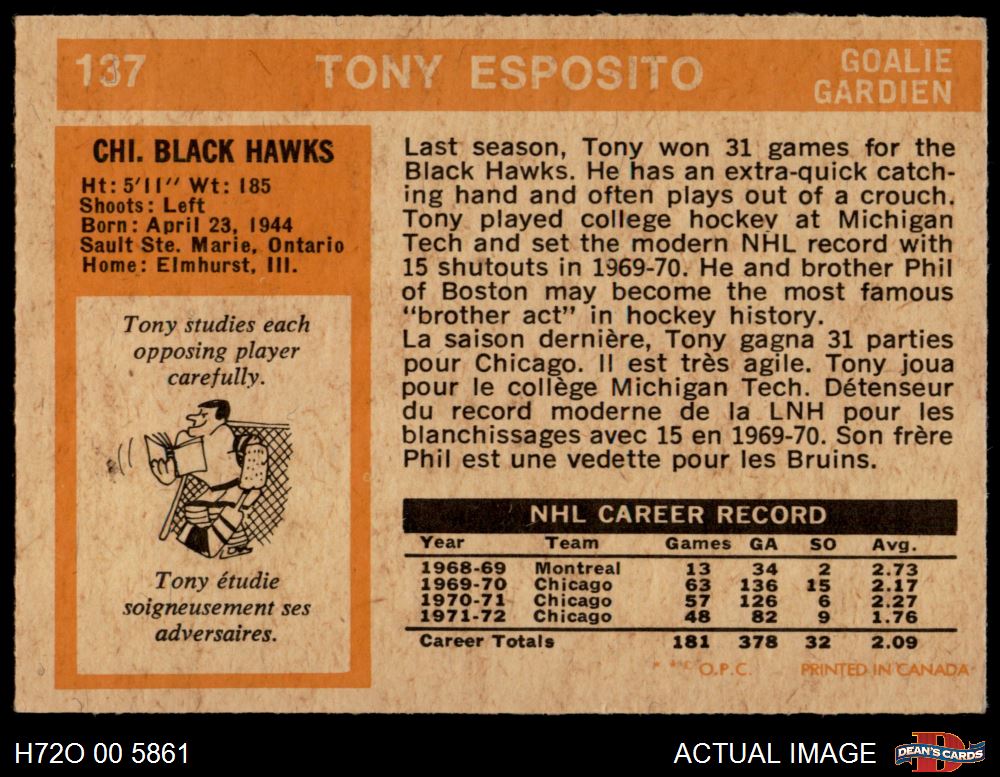 137 TONY ESPOSITO GOALIE
GARDIEN
CHI. BLACK HAWKS
Ht: 5'11" Wt: 185
Shoots: Left
Born: April 23, 1944
Sault Ste. Marie, Ontario
Home: Elmhurst, Ill.
Tony studies each
opposing player
carefully.
Tony étudie
soigneusement ses
adversaires.
Last season, Tony won 31 games for the
Black Hawks. He has an extra-quick catch-
ing hand and often plays out of a crouch.
Tony played college hockey at Michigan
Tech and set the modern NHL record with
15 shutouts in 1969-70. He and brother Phil
of Boston may become the most famous
"brother act" in hockey history.
La saison dernière, Tony gagna 31 parties
pour Chicago. Il est très agile. Tony joua
pour le collège Michigan Tech. Détenseur
du record moderne de la LNH pour les
blanchissages avec 15 en 1969-70. Son frère
Phil est une vedette pour les Bruins.
NHL CAREER RECORD
Year Team Games GA SO Avg.
1968-69 Montreal 13 34 2 2.73
1969-70 Chicago 63 136 15 2.17
1970-71 Chicago 57 126 6 2.27
1971-72 Chicago 48 82 9 1.76
Career Totals 181 378 32 2.09
O.P.C. PRINTED IN CANADA
H72O 00 5861 ACTUAL IMAGE DEAN'S CARDS